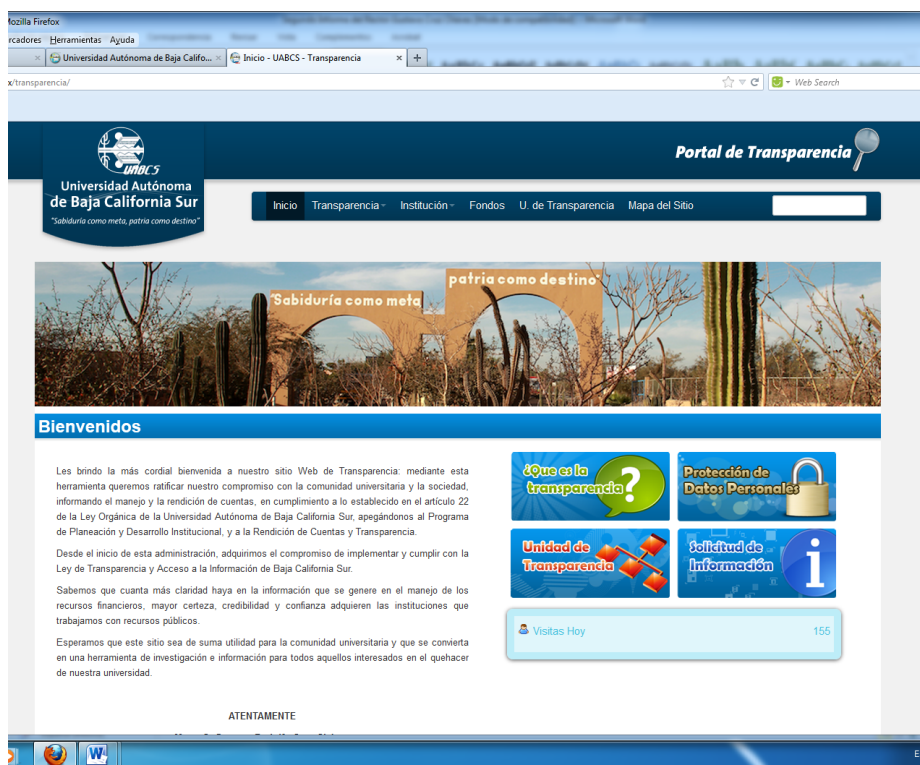 Mozilla Firefox
rcadores Herramientas Ayuda
Universidad Autónoma de Baja Califo...
Inicio - UABCS - Transparencia
x/transparencia/
Web Search
UABCS
Universidad Autónoma
de Baja California Sur
"Sabiduría como meta, patria como destino"
Portal de Transparencia
Inicio Transparencia Institución Fondos U. de Transparencia Mapa del Sitio
"Sabiduría como meta
patria como destino"
Bienvenidos
Les brindo la más cordial bienvenida a nuestro sitio Web de Transparencia: mediante esta
herramienta queremos ratificar nuestro compromiso con la comunidad universitaria y la sociedad,
informando el manejo y la rendición de cuentas, en cumplimiento a lo establecido en el artículo 22
de la Ley Orgánica de la Universidad Autónoma de Baja California Sur, apegándonos al Programa
de Planeación y Desarrollo Institucional, y a la Rendición de Cuentas y Transparencia.
Desde el inicio de esta administración, adquirimos el compromiso de implementar y cumplir con la
Ley de Transparencia y Acceso a la Información de Baja California Sur.
Sabemos que cuanta más claridad haya en la información que se genere en el manejo de los
recursos financieros, mayor certeza, credibilidad y confianza adquieren las instituciones que
trabajamos con recursos públicos.
Esperamos que este sitio sea de suma utilidad para la comunidad universitaria y que se convierta
en una herramienta de investigación e información para todos aquellos interesados en el quehacer
de nuestra universidad.
ATENTAMENTE
¿Que es la
transparencia?
Protección de
Datos Personales
Unidad de
Transparencia
Solicitud de
Información
Visitas Hoy 155